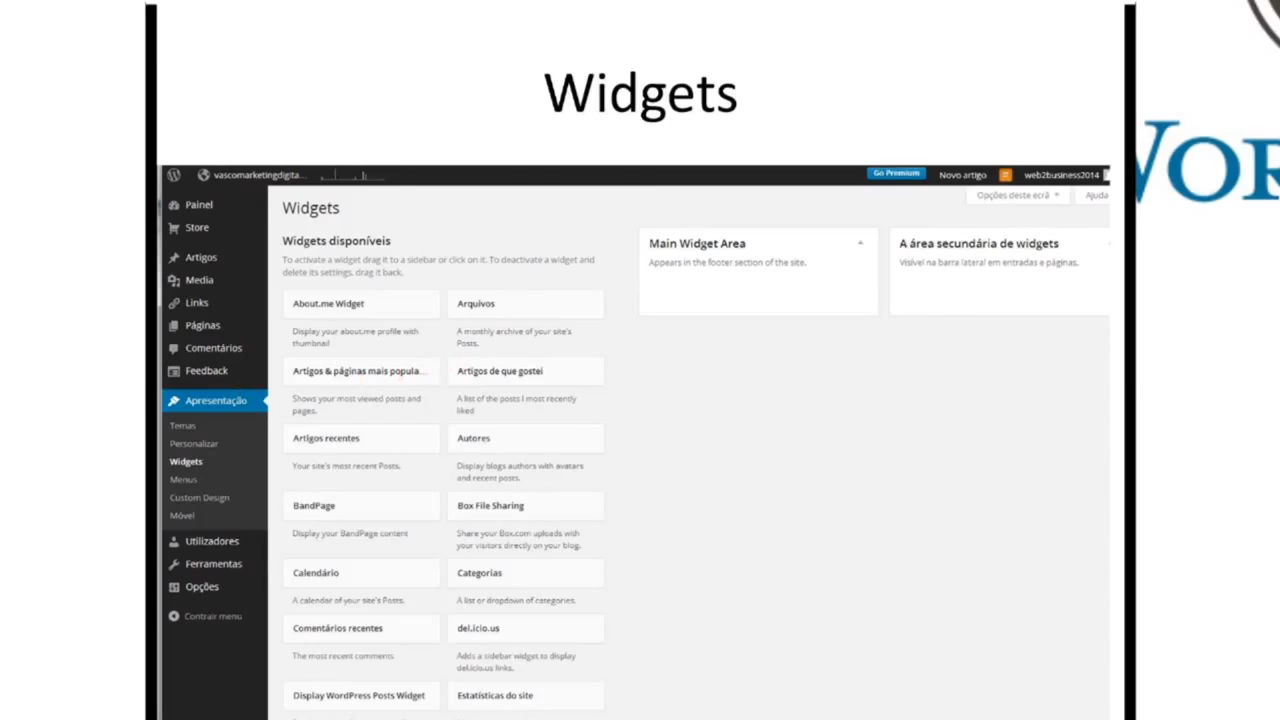 Widgets
vascomarketingdigita...
Go Premium
Novo artigo
web2business2014
Opções deste ecrã
Ajuda
Painel
Store
Artigos
Media
Links
Páginas
Comentários
Feedback
Apresentação
Temas
Personalizar
Widgets
Menus
Custom Design
Móvel
Utilizadores
Ferramentas
Opções
Contrair menu
Widgets
Widgets disponíveis
To activate a widget drag it to a sidebar or click on it. To deactivate a widget and
delete its settings, drag it back.
About.me Widget
Display your about.me profile with
thumbnail
Arquivos
A monthly archive of your site's
Posts.
Artigos & páginas mais popula...
Shows your most viewed posts and
pages.
Artigos de que gostei
A list of the posts I most recently
liked
Artigos recentes
Your site's most recent Posts.
Autores
Display blogs authors with avatars
and recent posts.
BandPage
Display your BandPage content
Box File Sharing
Share your Box.com uploads with
your visitors directly on your blog.
Calendário
A calendar of your site's Posts.
Categorias
A list or dropdown of categories.
Comentários recentes
The most recent comments
del.icio.us
Adds a sidebar widget to display
del.icio.us links.
Display WordPress Posts Widget
Estatísticas do site
Main Widget Area
Appears in the footer section of the site.
A área secundária de widgets
Visível na barra lateral em entradas e páginas.